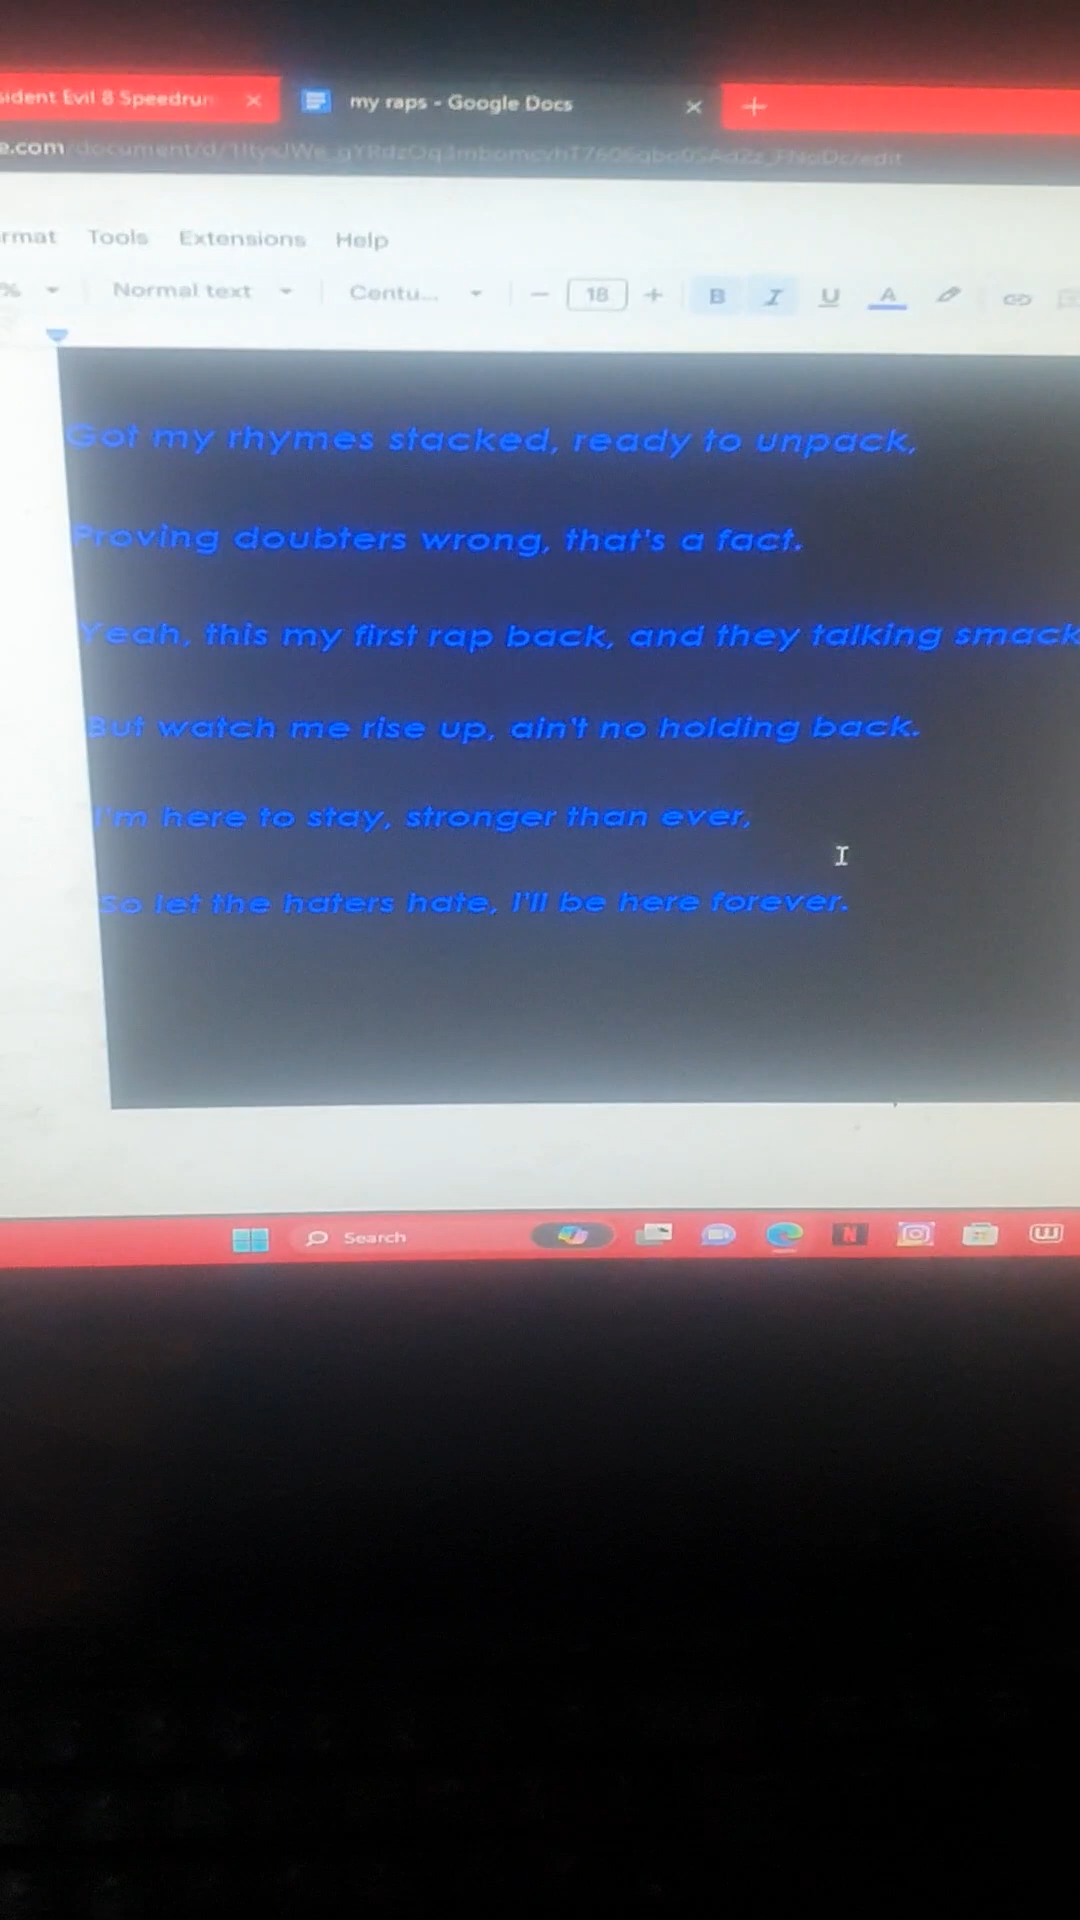 sident Evil 8 Speedrun
my raps - Google Docs
e.com/document/d/
/edit
rmat Tools Extensions Help
% Normal text Centu... 18 B I U A
Got my rhymes stacked, ready to unpack,
Proving doubters wrong, that's a fact.
Yeah, this my first rap back, and they talking smack
But watch me rise up, ain't no holding back.
I'm here to stay, stronger than ever,
So let the haters hate, I'll be here forever.
Search